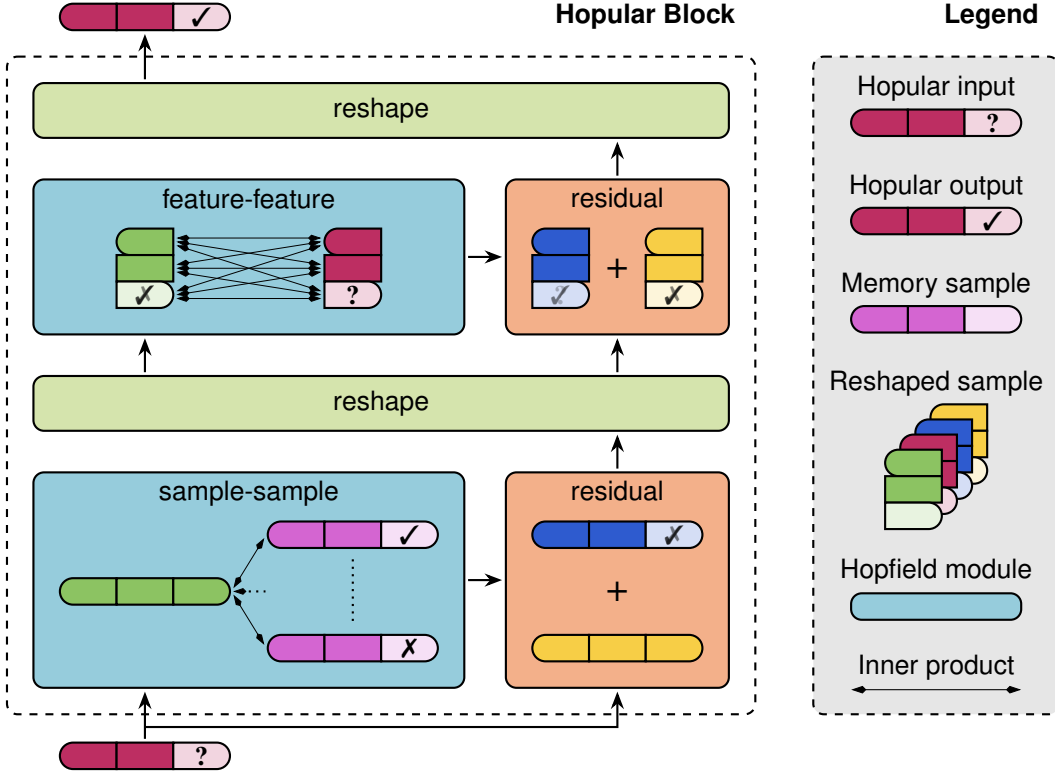 Hopular Block
✓
reshape
feature-feature
✗
?
residual
+
✗
reshape
sample-sample
✓
✗
residual
✗
+
?
Legend
Hopular input
?
Hopular output
✓
Memory sample
Reshaped sample
Hopfield module
Inner product